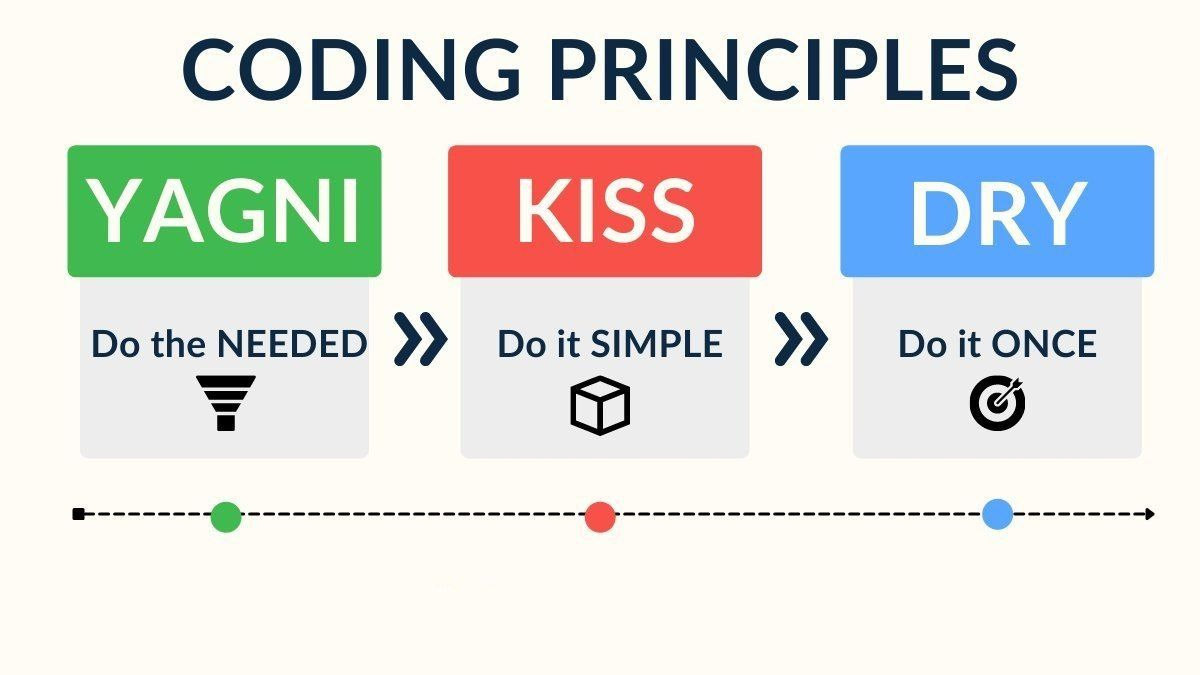 CODING PRINCIPLES
YAGNI
KISS
DRY
Do the NEEDED
Do it SIMPLE
Do it ONCE